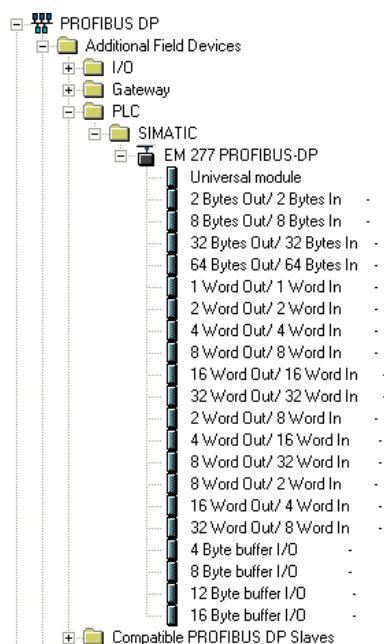 PROFIBUS DP
Additional Field Devices
I/O
Gateway
PLC
SIMATIC
EM 277 PROFIBUS-DP
Universal module
2 Bytes Out/ 2 Bytes In -
8 Bytes Out/ 8 Bytes In -
32 Bytes Out/ 32 Bytes In -
64 Bytes Out/ 64 Bytes In -
1 Word Out/ 1 Word In -
2 Word Out/ 2 Word In -
4 Word Out/ 4 Word In -
8 Word Out/ 8 Word In -
16 Word Out/ 16 Word In -
32 Word Out/ 32 Word In -
2 Word Out/ 8 Word In -
4 Word Out/ 16 Word In -
8 Word Out/ 32 Word In -
8 Word Out/ 2 Word In -
16 Word Out/ 4 Word In -
32 Word Out/ 8 Word In -
4 Byte buffer I/O -
8 Byte buffer I/O -
12 Byte buffer I/O -
16 Byte buffer I/O -
Compatible PROFIBUS DP Slaves